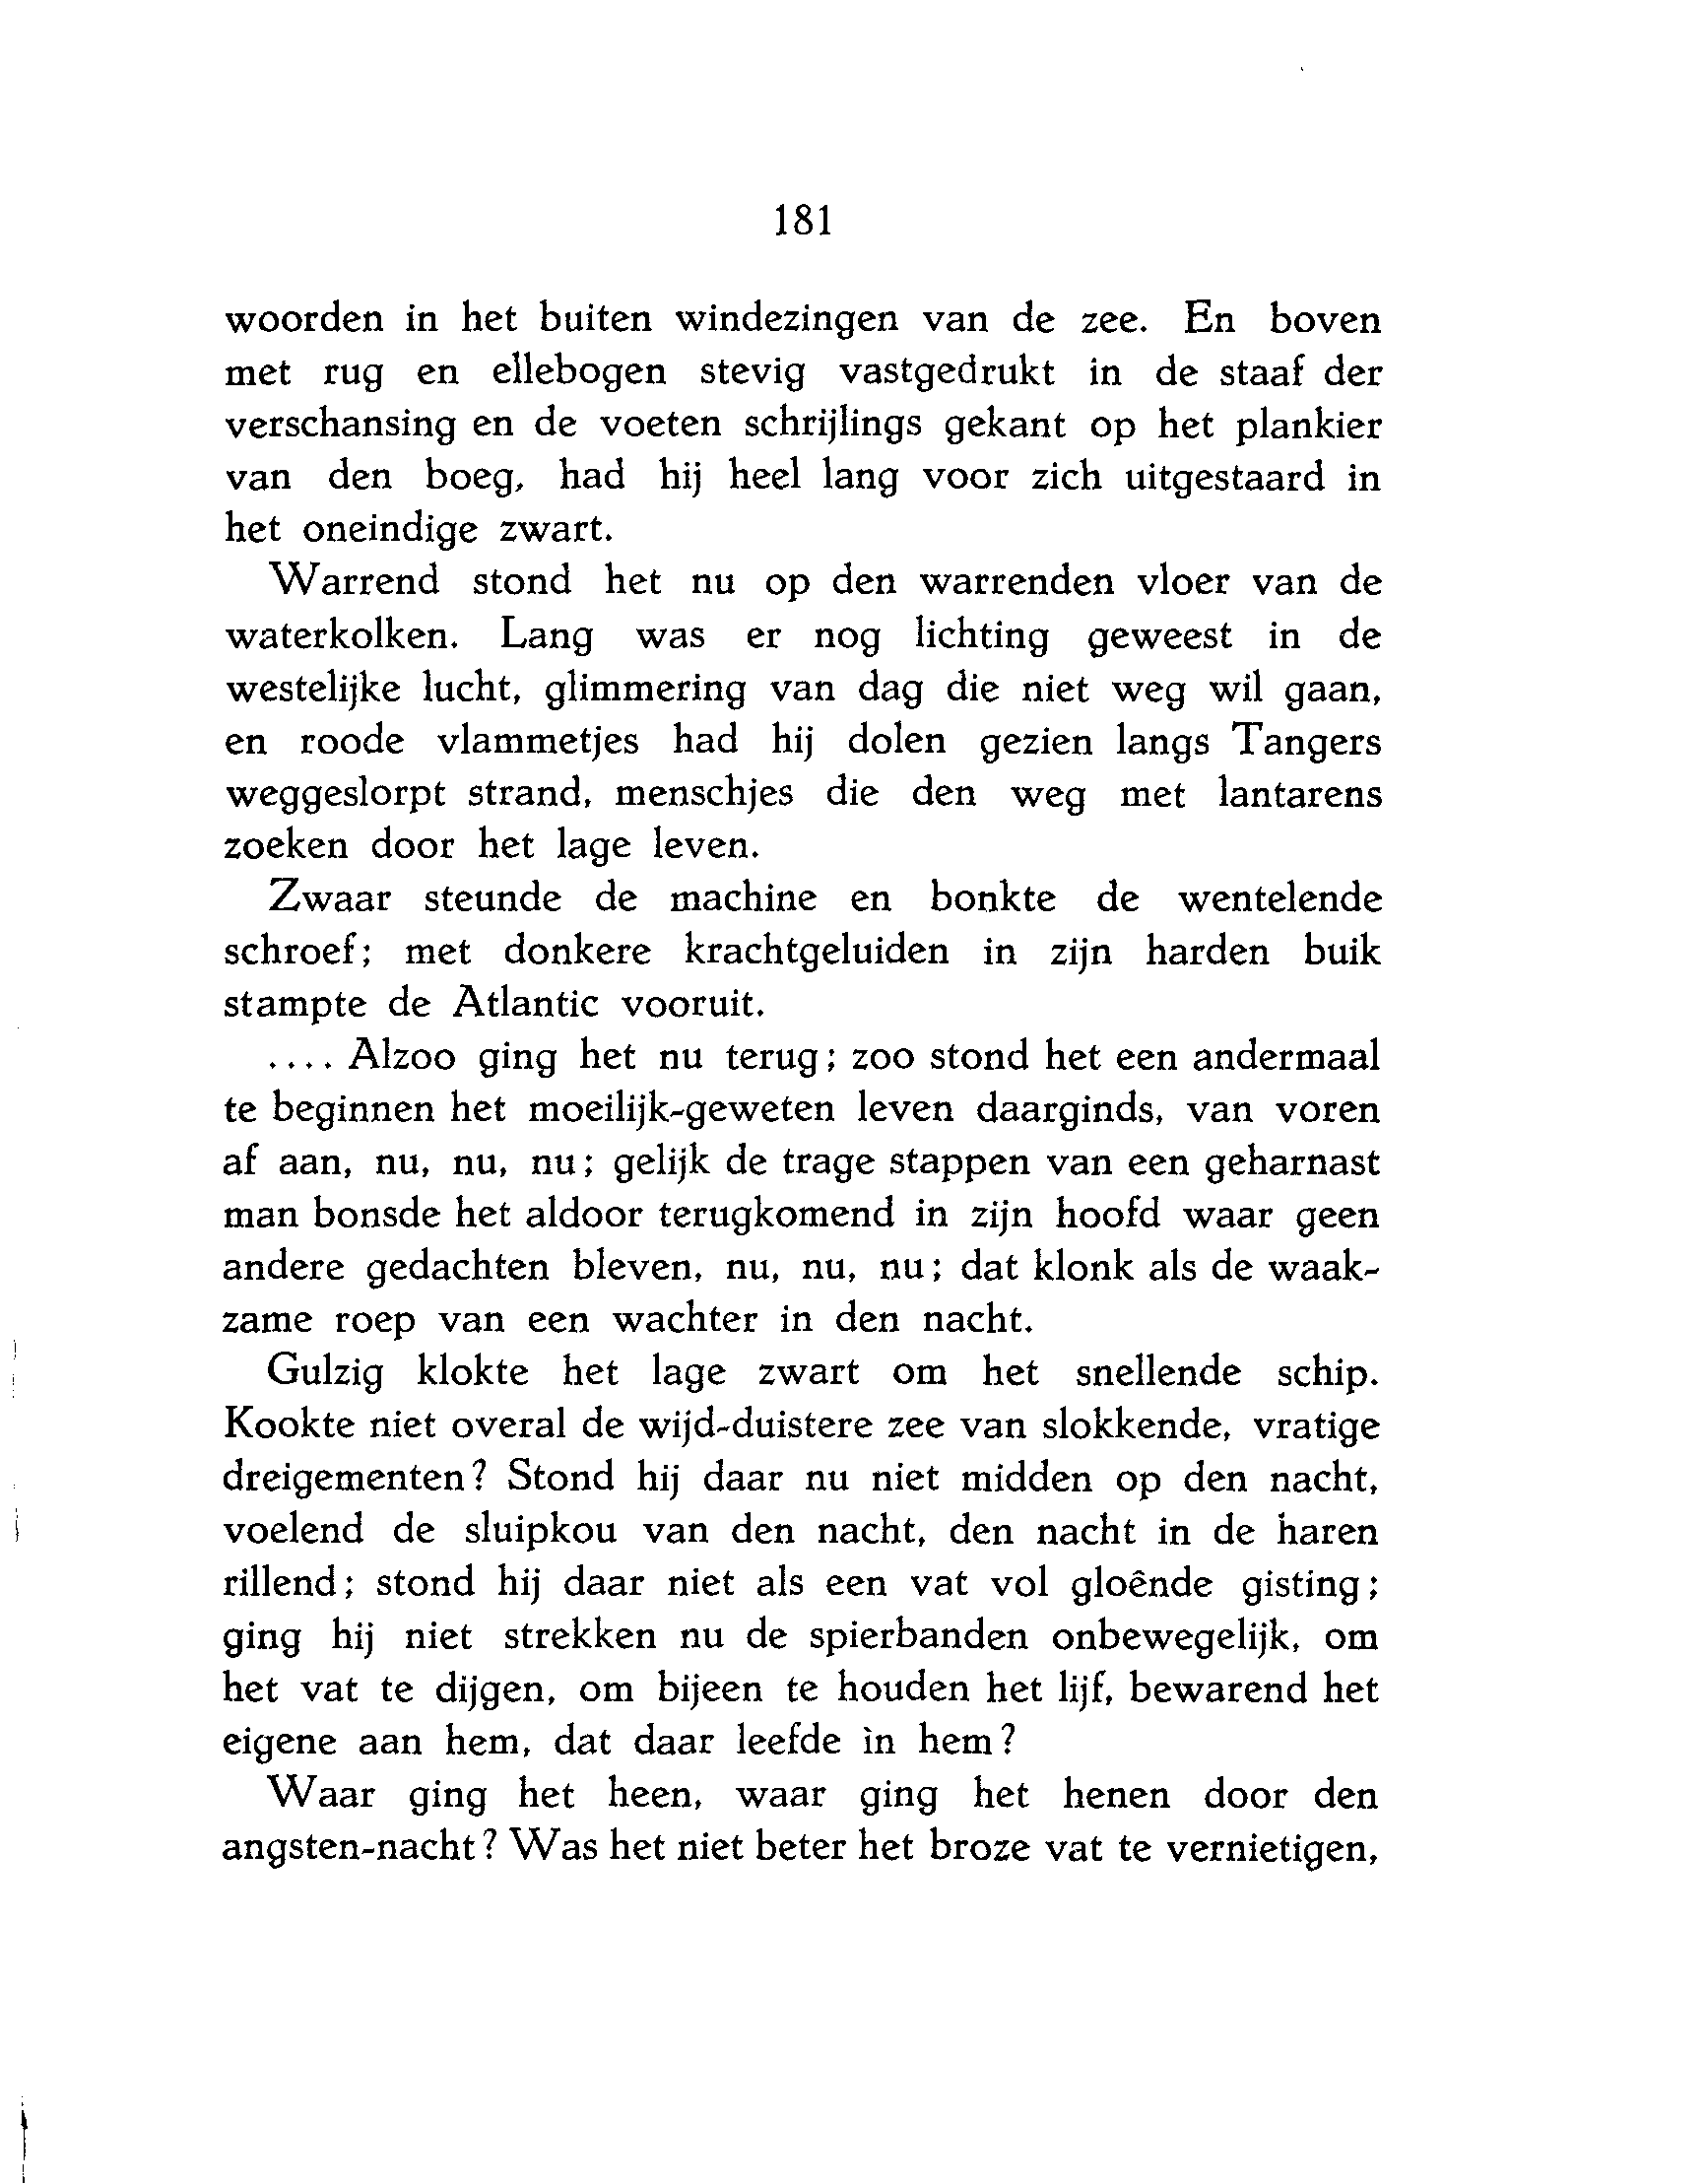 181
woorden in het buiten windezingen van de zee. En boven
met rug en ellebogen stevig vastgedrukt in de staaf der
verschansing en de voeten schrijlings gekant op het plankier
van den boeg, had hij heel lang voor zich uitgestaard in
het oneindige zwart.
Warrend stond het nu op den warrenden vloer van de
waterkolken. Lang was er nog lichting geweest in de
westelijke lucht, glimmering van dag die niet weg wil gaan,
en roode vlammetjes had hij dolen gezien langs Tangers
weggeslorpt strand, menschjes die den weg met lantarens
zoeken door het lage leven.
Zwaar steunde de machine en bonkte de wentelende
schroef; met donkere krachtgeluiden in zijn harden buik
stampte de Atlantic vooruit.
.... Alzoo ging het nu terug; zoo stond het een andermaal
te beginnen het moeilijk-geweten leven daarginds, van voren
af aan, nu, nu, nu; gelijk de trage stappen van een geharnast
man bonsde het aldoor terugkomend in zijn hoofd waar geen
andere gedachten bleven, nu, nu, nu; dat klonk als de waak-
zame roep van een wachter in den nacht.
Gulzig klokte het lage zwart om het snellende schip.
Kookte niet overal de wijd-duistere zee van slokkende, vratige
dreigementen? Stond hij daar nu niet midden op den nacht,
voelend de sluipkou van den nacht, den nacht in de haren
rillend; stond hij daar niet als een vat vol gloênde gisting;
ging hij niet strekken nu de spierbanden onbewegelijk, om
het vat te dijgen, om bijeen te houden het lijf, bewarend het
eigene aan hem, dat daar leefde ìn hem?
Waar ging het heen, waar ging het henen door den
angsten-nacht? Was het niet beter het broze vat te vernietigen,